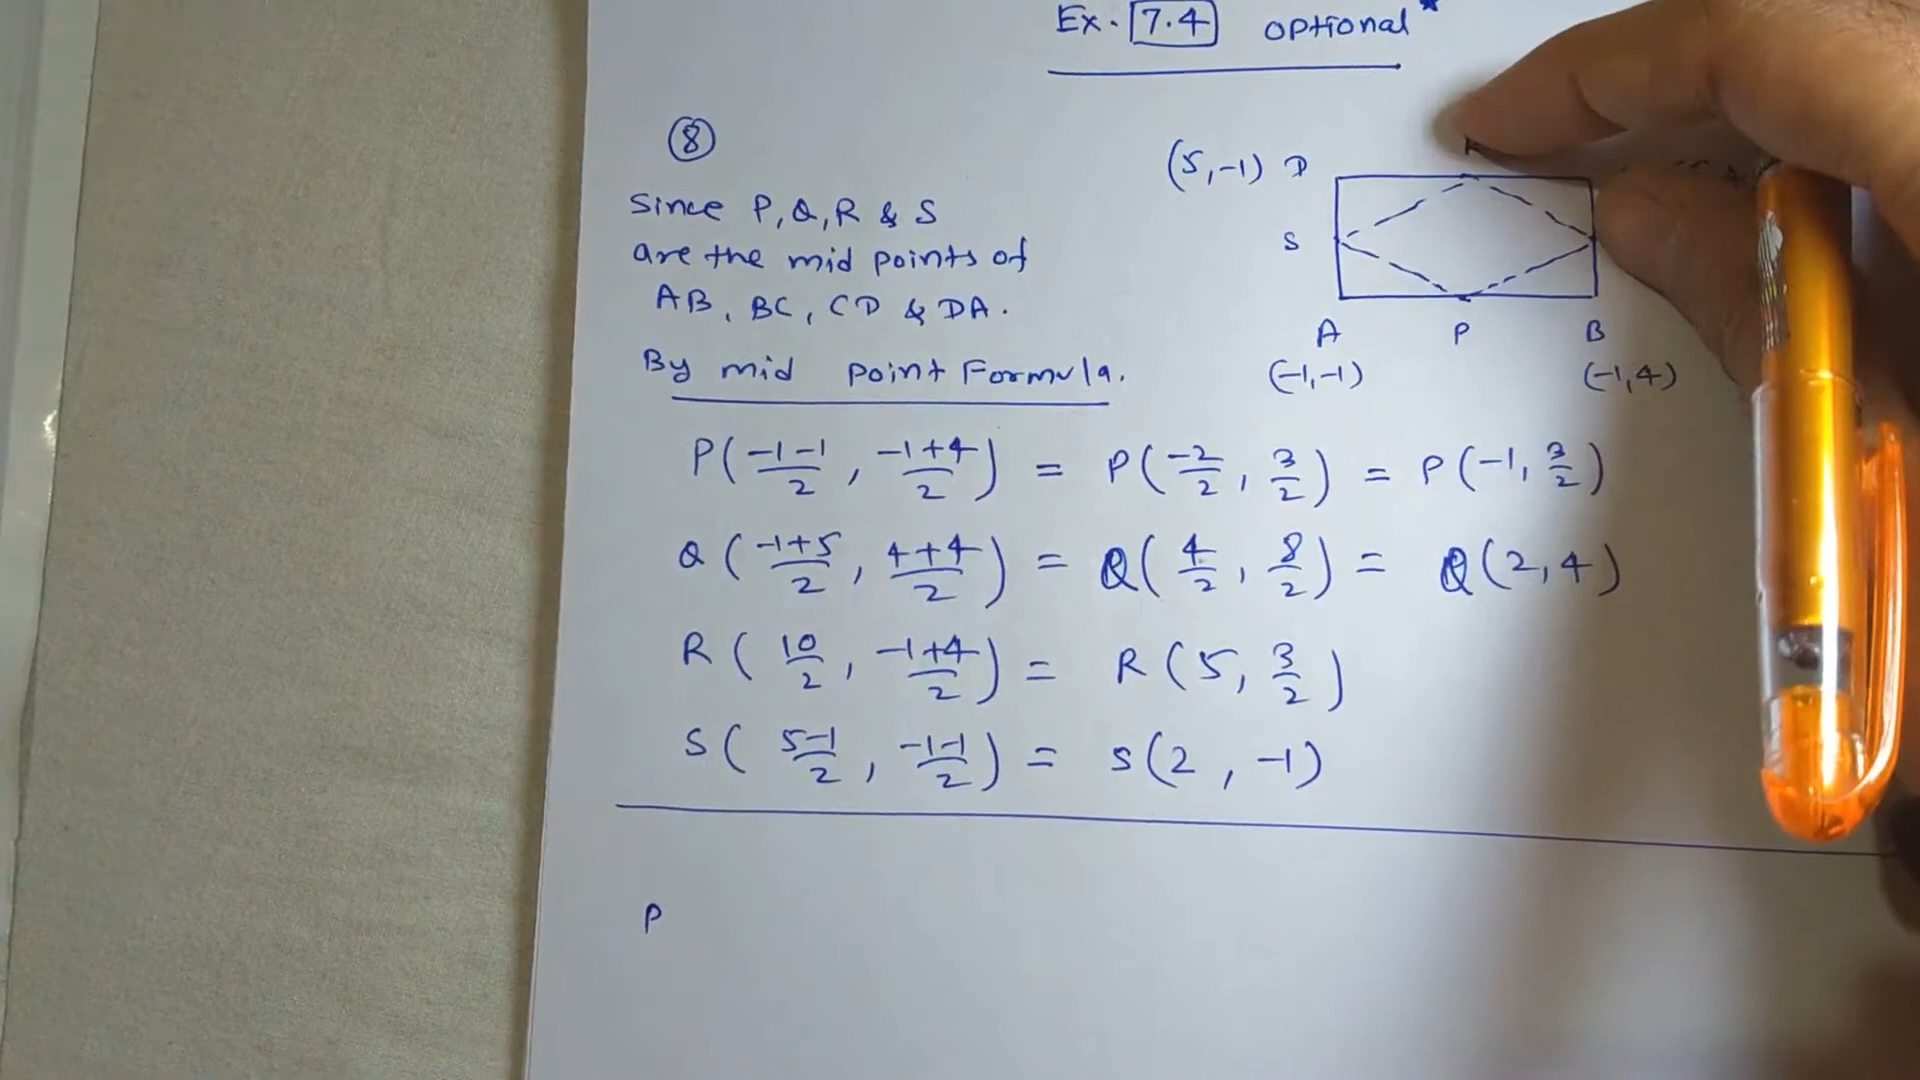 Ex. 7.4 optional*
8
(5,-1) D
Since P, Q, R & S
are the mid points of
AB, BC, CD & DA.
S
A P B
(-1,-1) (-1,4)
By mid point Formula.
P(-1-1/2, -1+4/2) = P(-2/2, 3/2) = P(-1, 3/2)
Q(-1+5/2, 4+4/2) = Q(4/2, 8/2) = Q(2,4)
R(10/2, -1+4/2) = R(5, 3/2)
S(5-1/2, -1-1/2) = S(2, -1)
P